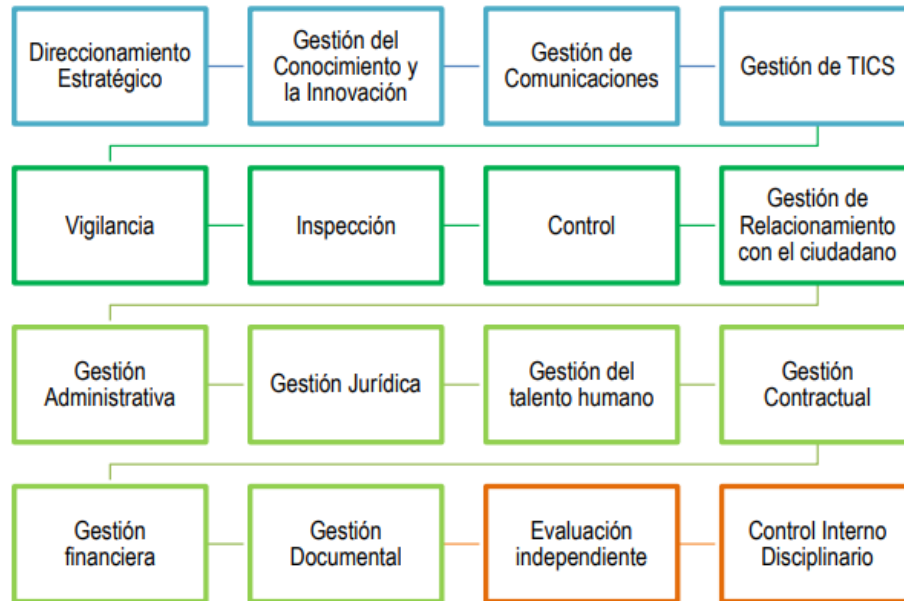 Direccionamiento
Estratégico
Gestión del
Conocimiento y
la Innovación
Gestión de
Comunicaciones
Gestión de TICS
Vigilancia
Inspección
Control
Gestión de
Relacionamiento
con el ciudadano
Gestión
Administrativa
Gestión Jurídica
Gestión del
talento humano
Gestión
Contractual
Gestión
financiera
Gestión
Documental
Evaluación
independiente
Control Interno
Disciplinario